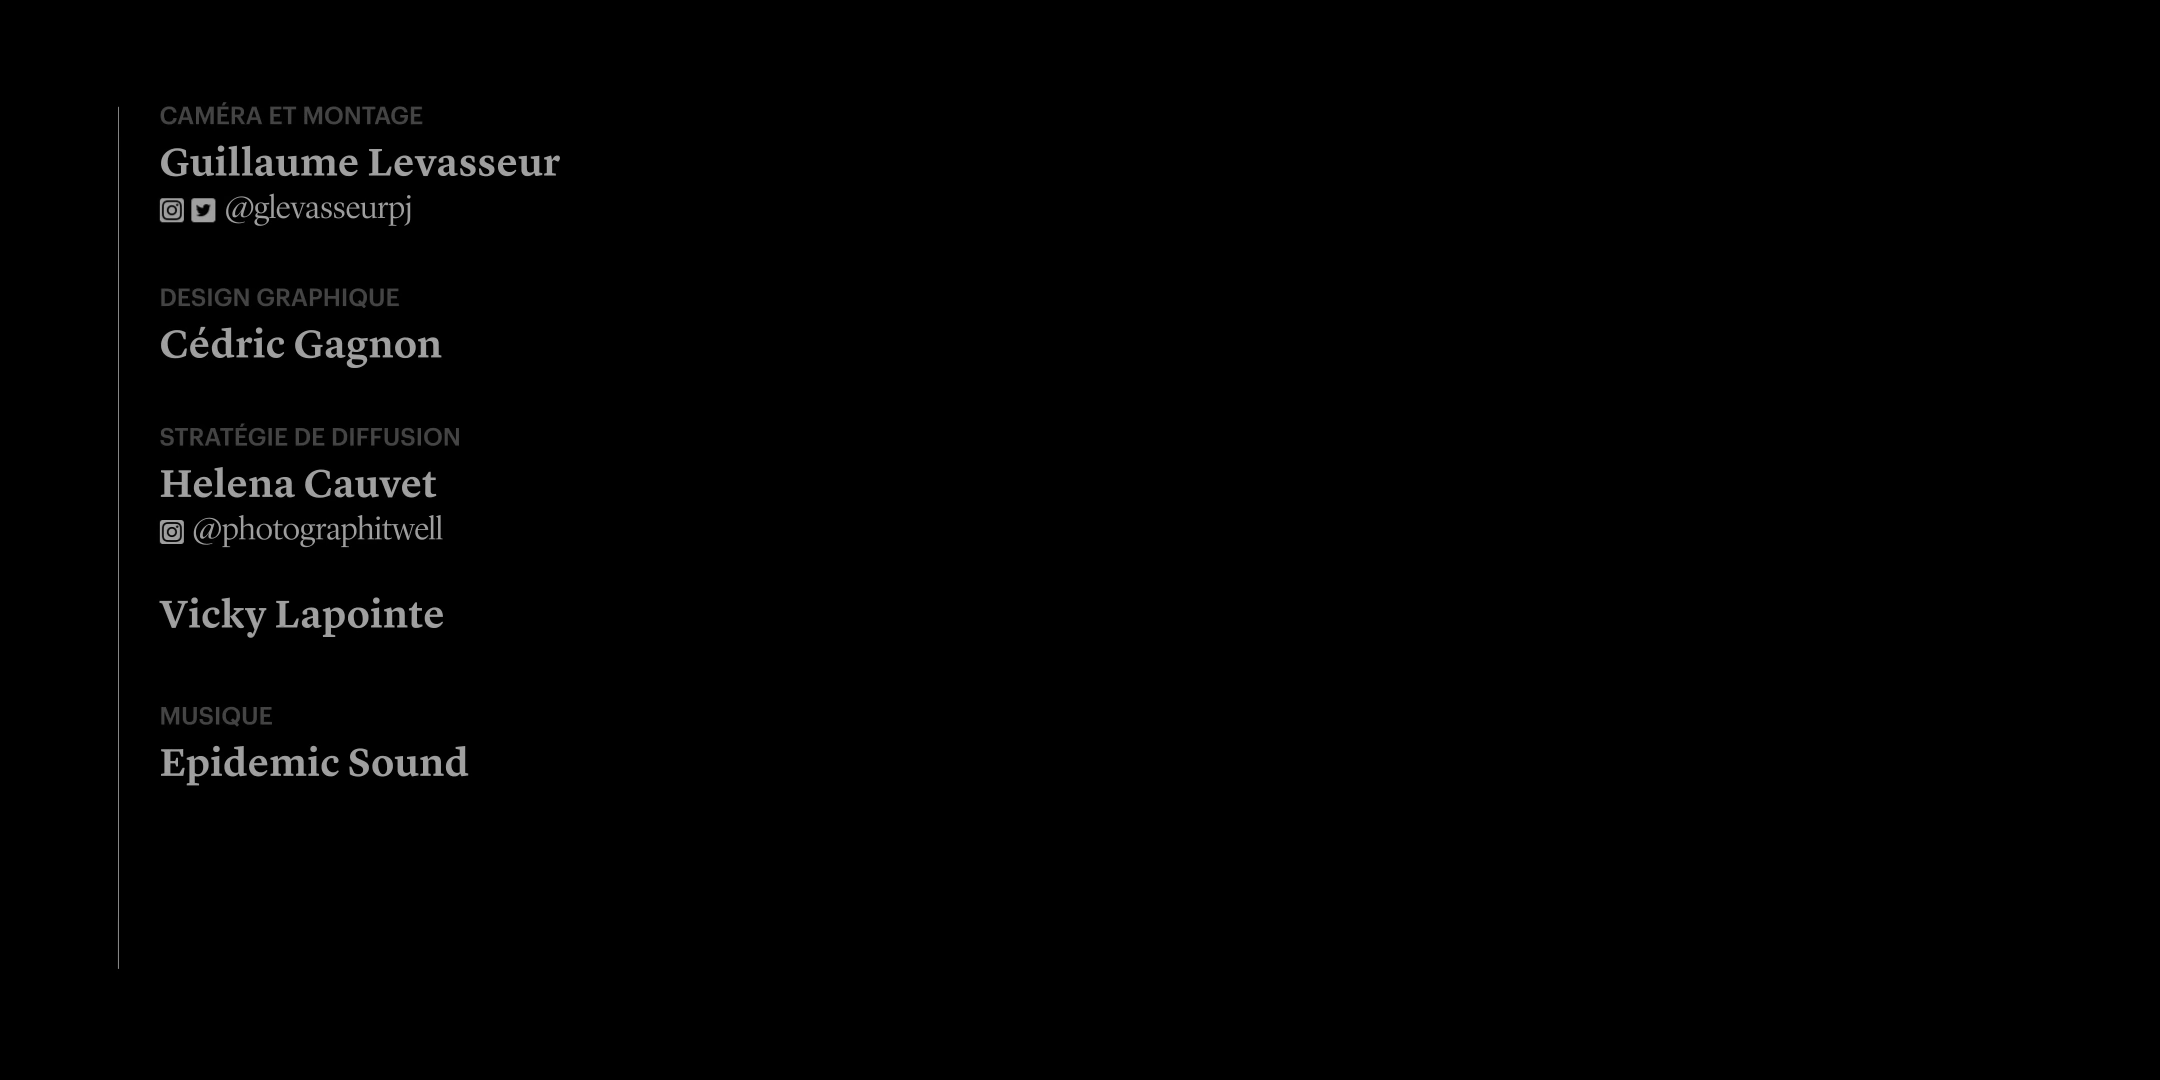 CAMÉRA ET MONTAGE
Guillaume Levasseur
@glevasseurpj
DESIGN GRAPHIQUE
Cédric Gagnon
STRATÉGIE DE DIFFUSION
Helena Cauvet
@photographitwell
Vicky Lapointe
MUSIQUE
Epidemic Sound